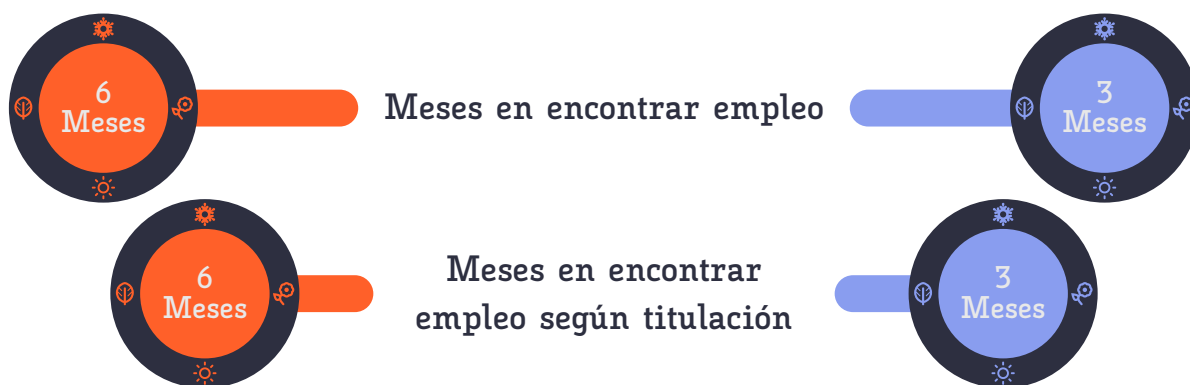 6
Meses
Meses en encontrar empleo
3
Meses
6
Meses
Meses en encontrar
empleo según titulación
3
Meses